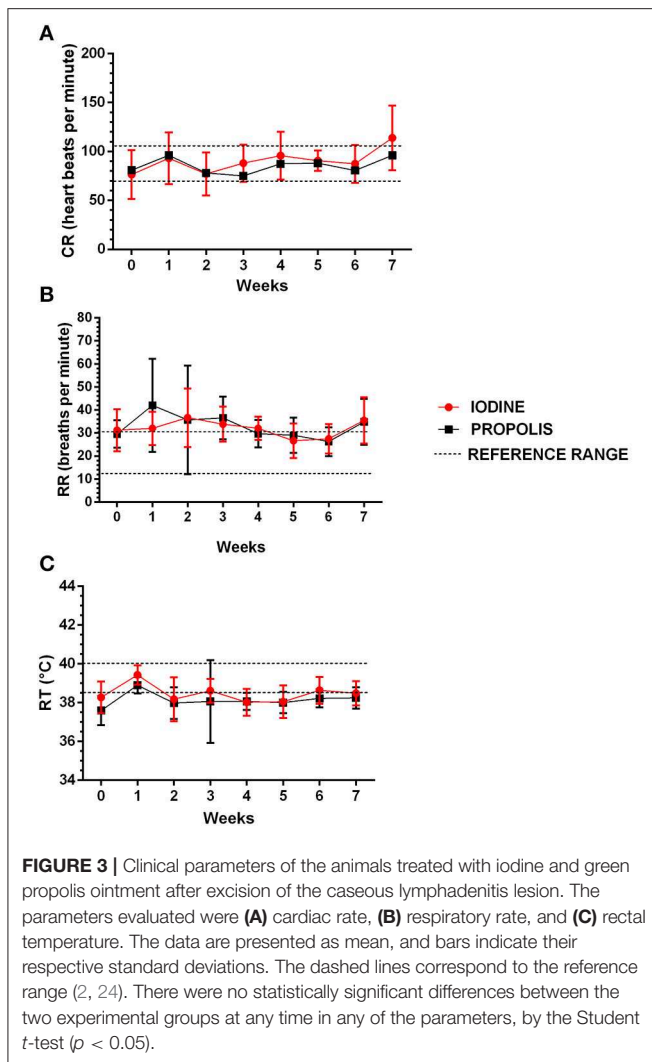 A
CR (heart beats per minute)
200
150
100
50
0
0 1 2 3 4 5 6 7
Weeks
B
RR (breaths per minute)
80
70
60
50
40
30
20
10
0
0 1 2 3 4 5 6 7
Weeks
IODINE
PROPOLIS
REFERENCE RANGE
C
RT (°C)
44
42
40
38
36
34
0 1 2 3 4 5 6 7
Weeks
FIGURE 3 | Clinical parameters of the animals treated with iodine and green
propolis ointment after excision of the caseous lymphadenitis lesion. The
parameters evaluated were (A) cardiac rate, (B) respiratory rate, and (C) rectal
temperature. The data are presented as mean, and bars indicate their
respective standard deviations. The dashed lines correspond to the reference
range (2, 24). There were no statistically significant differences between the
two experimental groups at any time in any of the parameters, by the Student
t-test (p < 0.05).